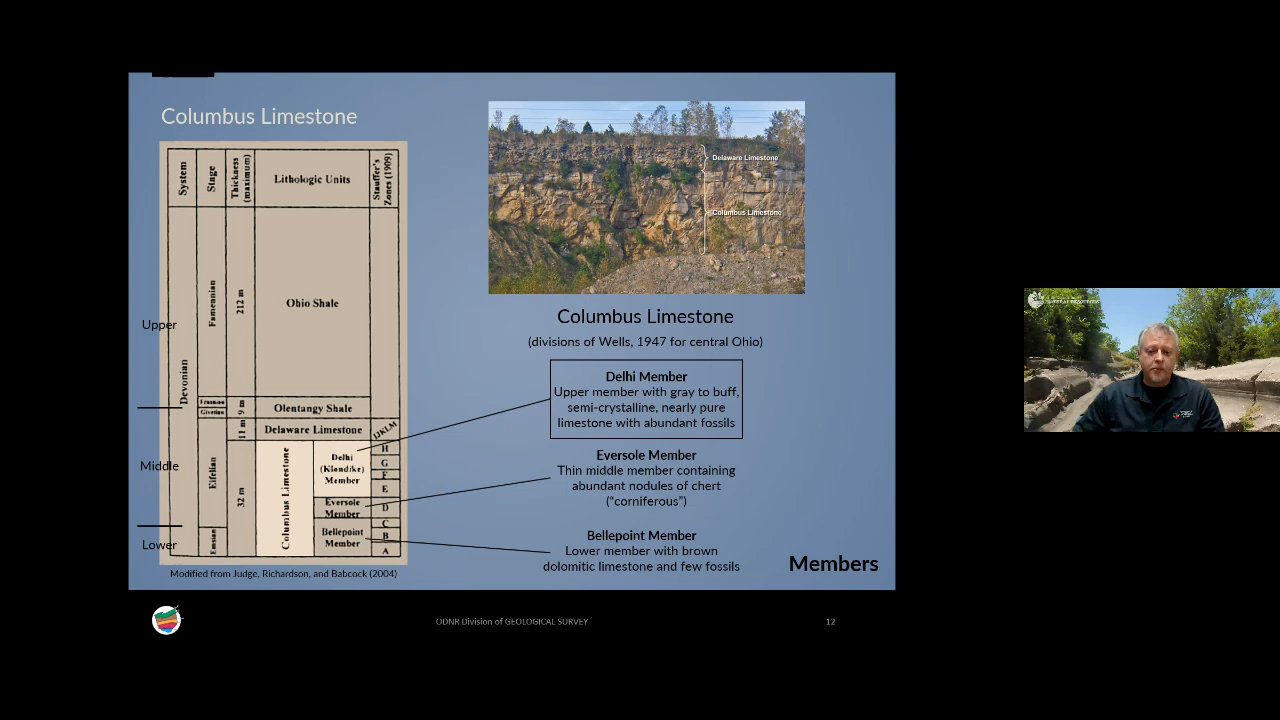 Columbus Limestone
System
Stage
Thickness
(maximum)
Lithologic Units
Stauffer's
Zones (1909)
Upper
Middle
Lower
Devonian
Famennian
212 m
Ohio Shale
Frasnian
Givetian
9 m
Olentangy Shale
11 m
Delaware Limestone
IJKLM
Eifelian
Emsian
32 m
Columbus Limestone
Delhi
(Klondike)
Member
Eversole
Member
Bellepoint
Member
H
G
F
E
D
C
B
A
Modified from Judge, Richardson, and Babcock (2004)
Delaware Limestone
Columbus Limestone
Columbus Limestone
(divisions of Wells, 1947 for central Ohio)
Delhi Member
Upper member with gray to buff,
semi-crystalline, nearly pure
limestone with abundant fossils
Eversole Member
Thin middle member containing
abundant nodules of chert
("corniferous")
Bellepoint Member
Lower member with brown
dolomitic limestone and few fossils
Members
ODNR Division of GEOLOGICAL SURVEY
12